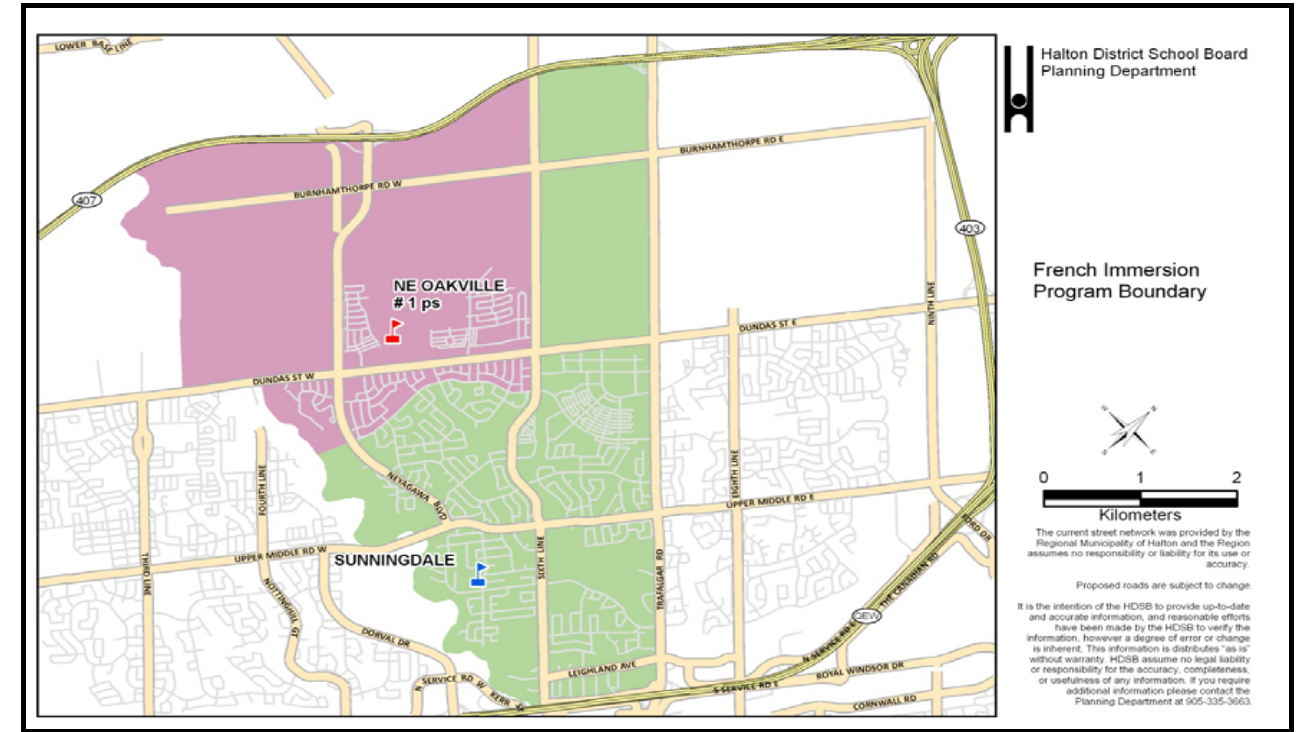 LOWER BASE LINE
Halton District School Board
Planning Department
BURNHAMTHORPE RD E
BURNHAMTHORPE RD W
407
403
French Immersion
Program Boundary
NE OAKVILLE
# 1 ps
NINTH LINE
DUNDAS ST E
DUNDAS ST W
W
N
S
E
FOURTH LINE
NEYAGAWA BLVD
EIGHTH LINE
UPPER MIDDLE RD E
0 1 2
Kilometers
FORD DR
The current street network was provided by the
Regional Municipality of Halton and the Region
assumes no responsibility or liability for its use or
accuracy.
UPPER MIDDLE RD W
SUNNINGDALE
THIRD LINE
SIXTH LINE
TRAFALGAR RD
THE CANADIAN RD
Proposed roads are subject to change.
NOTTINGHILL GT
DORVAL DR
QEW
N SERVICE RD E
It is the intention of the HDSB to provide up-to-date
and accurate information, and reasonable efforts
have been made by the HDSB to verify the
information, however a degree of error or change
is inherent. This information is distributes "as is"
without warranty. HDSB assume no legal liability
or responsibility for the accuracy, completeness,
or usefulness of any information. If you require
additional information please contact the
Planning Department at 905-335-3663.
LEIGHLAND AVE
ROYAL WINDSOR DR
N SERVICE RD W
KERR ST
S SERVICE RD E
CORNWALL RD